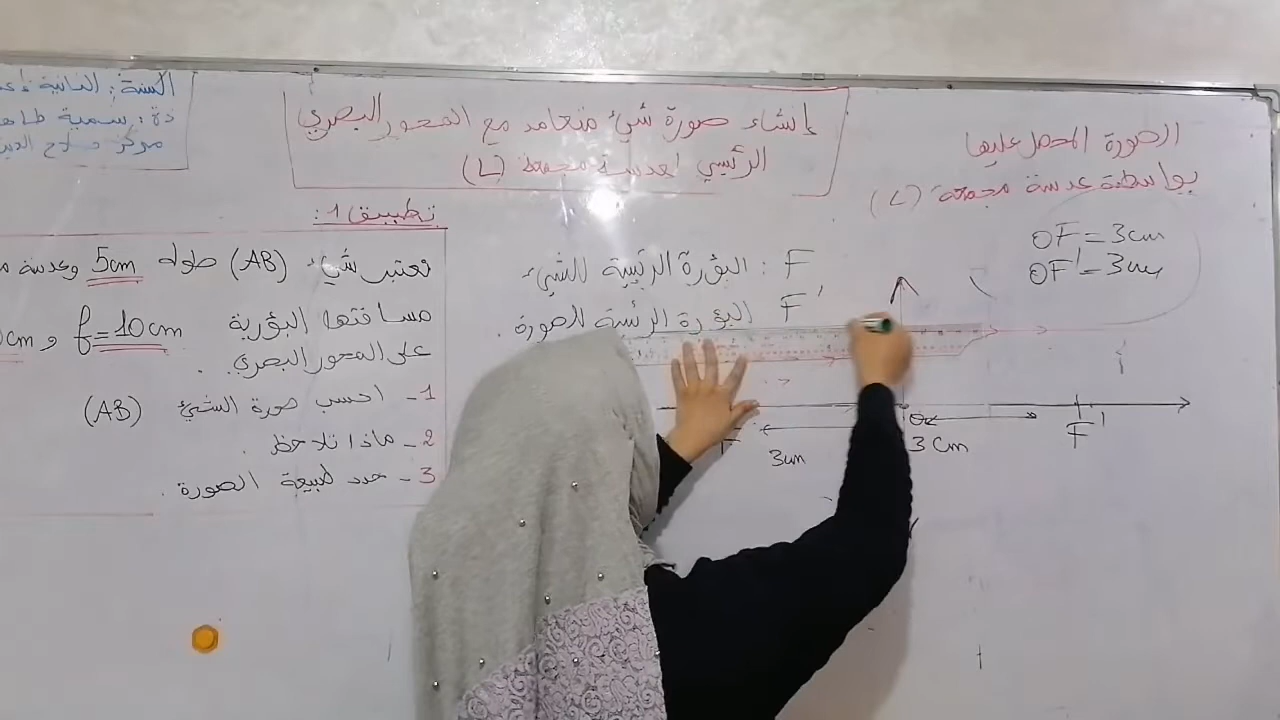 إنشاء صورة شيء متعامد مع المحور البصري
الرئيسي لعدسة مجمعة (L)
الصورة المحصل عليها
بواسطة عدسة مجمعة (L)
OF = 3cm
OF' = 3cm
F : البؤرة الرئيسية للشيء
F' البؤرة الرئسة للصورة .
F
3cm
3 Cm
F'
السنة: الثانية
ذة: سمية
مركز
تطبيق 1 :
نعتبر شيء (AB) طوله 5cm وعدسة
مسافتها البؤرية f=10cm و
على المحور البصري .
1- احسب صورة الشيئ (AB)
2- ماذا تلاحظ .
3- حدد طبيعة الصورة .